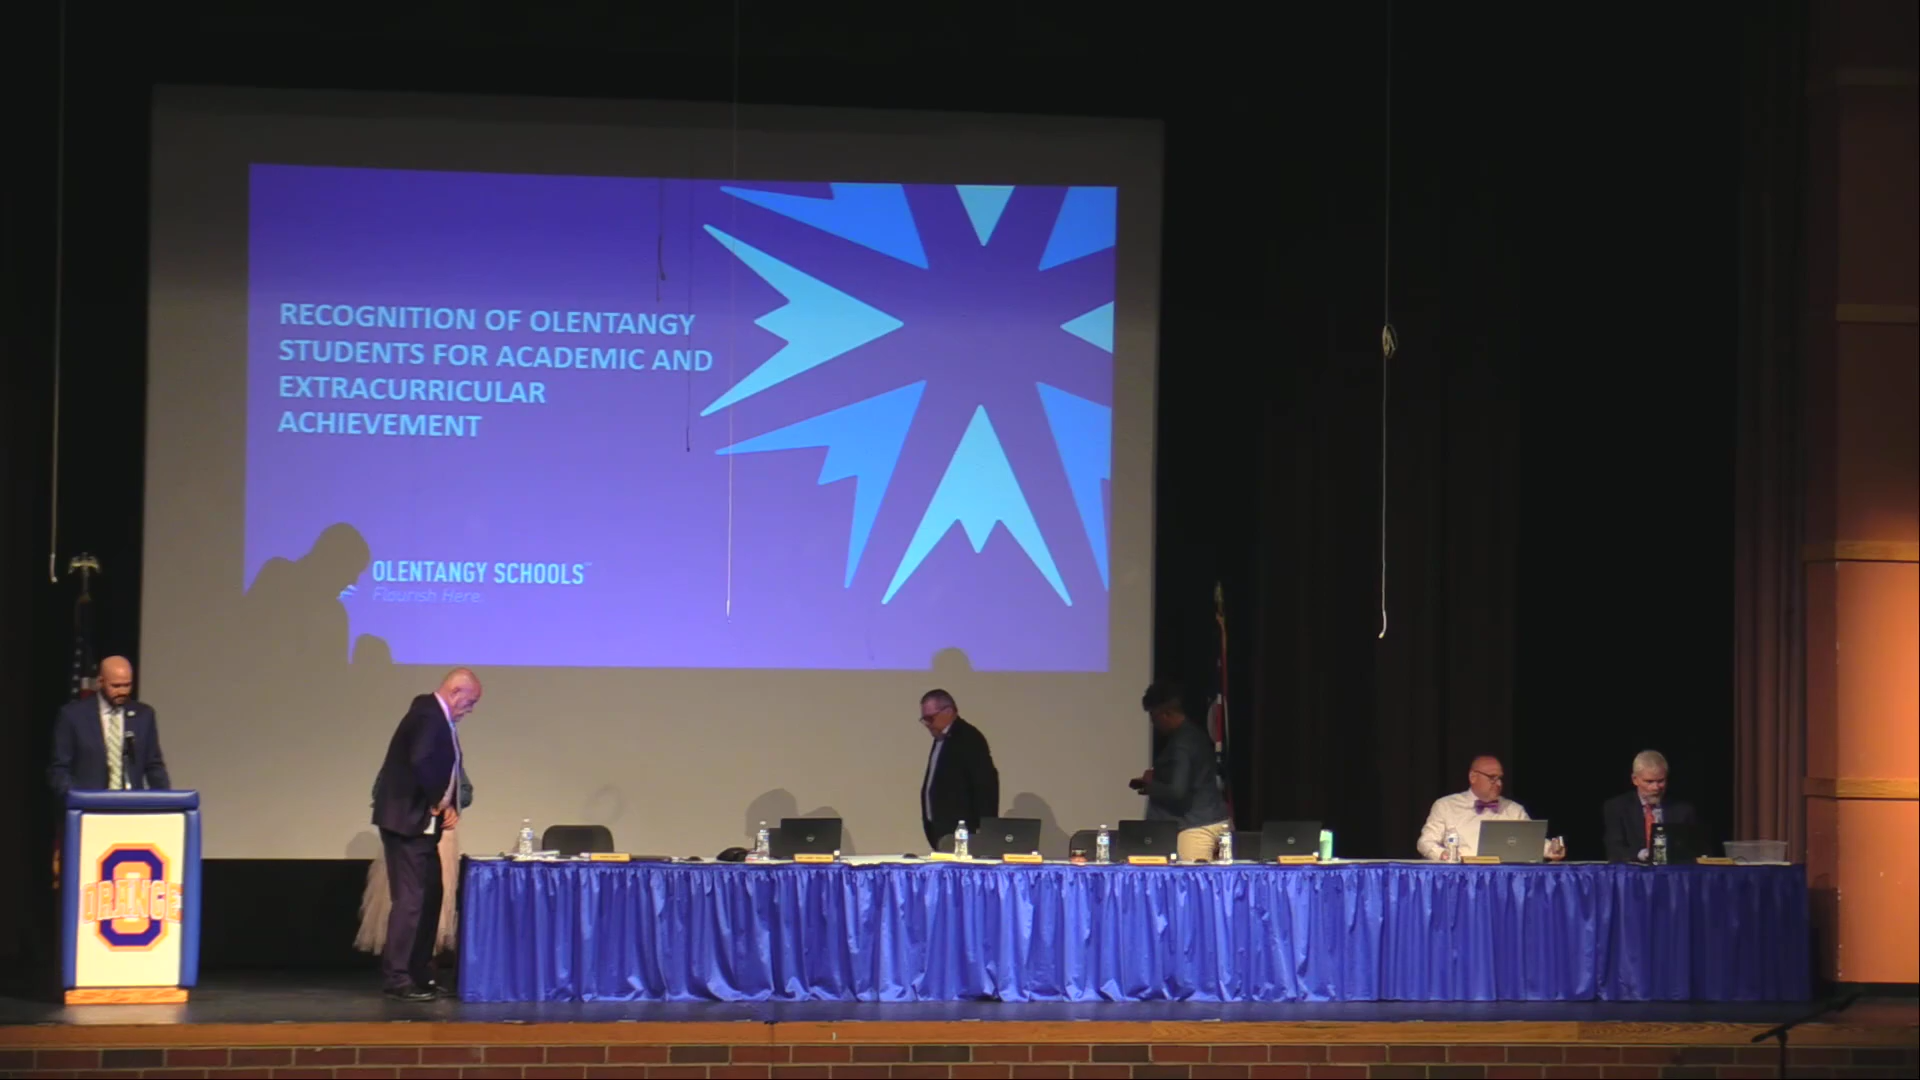 RECOGNITION OF OLENTANGY
STUDENTS FOR ACADEMIC AND
EXTRACURRICULAR
ACHIEVEMENT
OLENTANGY SCHOOLS
Flourish Here.
ORANGE